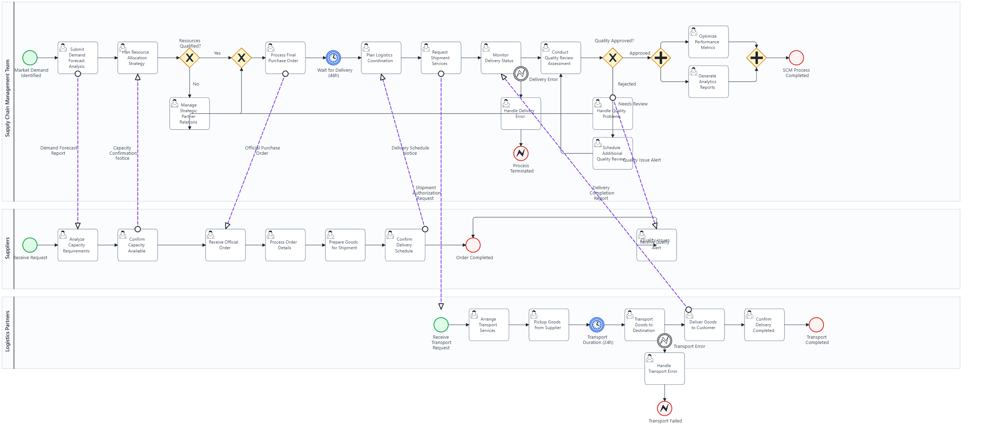 Supply Chain Management Team
Market Demand
Identified
Submit
Demand
Forecast
Analysis
Plan Resource
Allocation
Strategy
Resources
Qualified?
Yes
No
Manage
Strategic
Partner
Relations
Process Final
Purchase Order
Wait for Delivery
(48h)
Plan Logistics
Coordination
Request
Shipment
Services
Monitor
Delivery Status
Delivery Error
Handle Delivery
Error
Process
Terminated
Conduct
Quality Review
Assessment
Quality Approved?
Approved
Rejected
Needs Review
Handle Quality
Problems
Schedule
Additional
Quality Review
Quality Issue Alert
Optimize
Performance
Metrics
Generate
Analytics
Reports
SCM Process
Completed
Demand Forecast
Report
Capacity
Confirmation
Notice
Official Purchase
Order
Delivery Schedule
Notice
Shipment
Authorization
Request
Delivery
Completion
Report
Suppliers
Receive Request
Analyze
Capacity
Requirements
Confirm
Capacity
Available
Receive Official
Order
Process Order
Details
Prepare Goods
for Shipment
Confirm
Delivery
Schedule
Order Completed
Quality Issues
Receive Quality
Alert
Logistics Partners
Receive
Transport
Request
Arrange
Transport
Services
Pickup Goods
from Supplier
Transport
Duration (24h)
Transport
Goods to
Destination
Transport Error
Handle
Transport Error
Transport Failed
Deliver Goods
to Customer
Confirm
Delivery
Completed
Transport
Completed